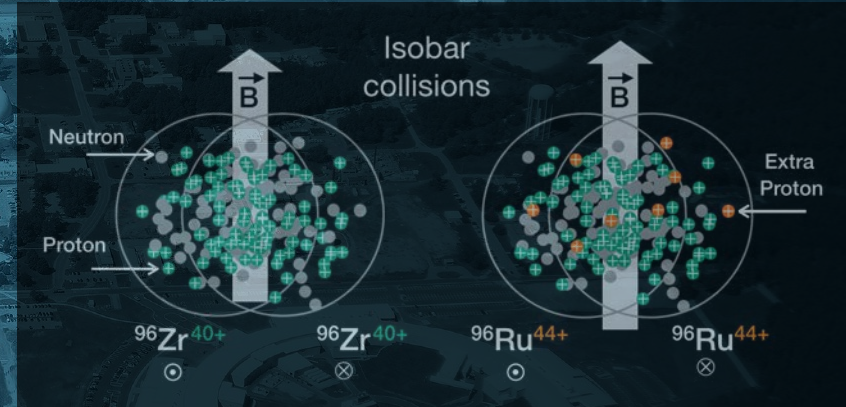 Isobar
collisions
B
B
Neutron
Extra
Proton
Proton
96Zr40+
96Zr40+
96Ru44+
96Ru44+